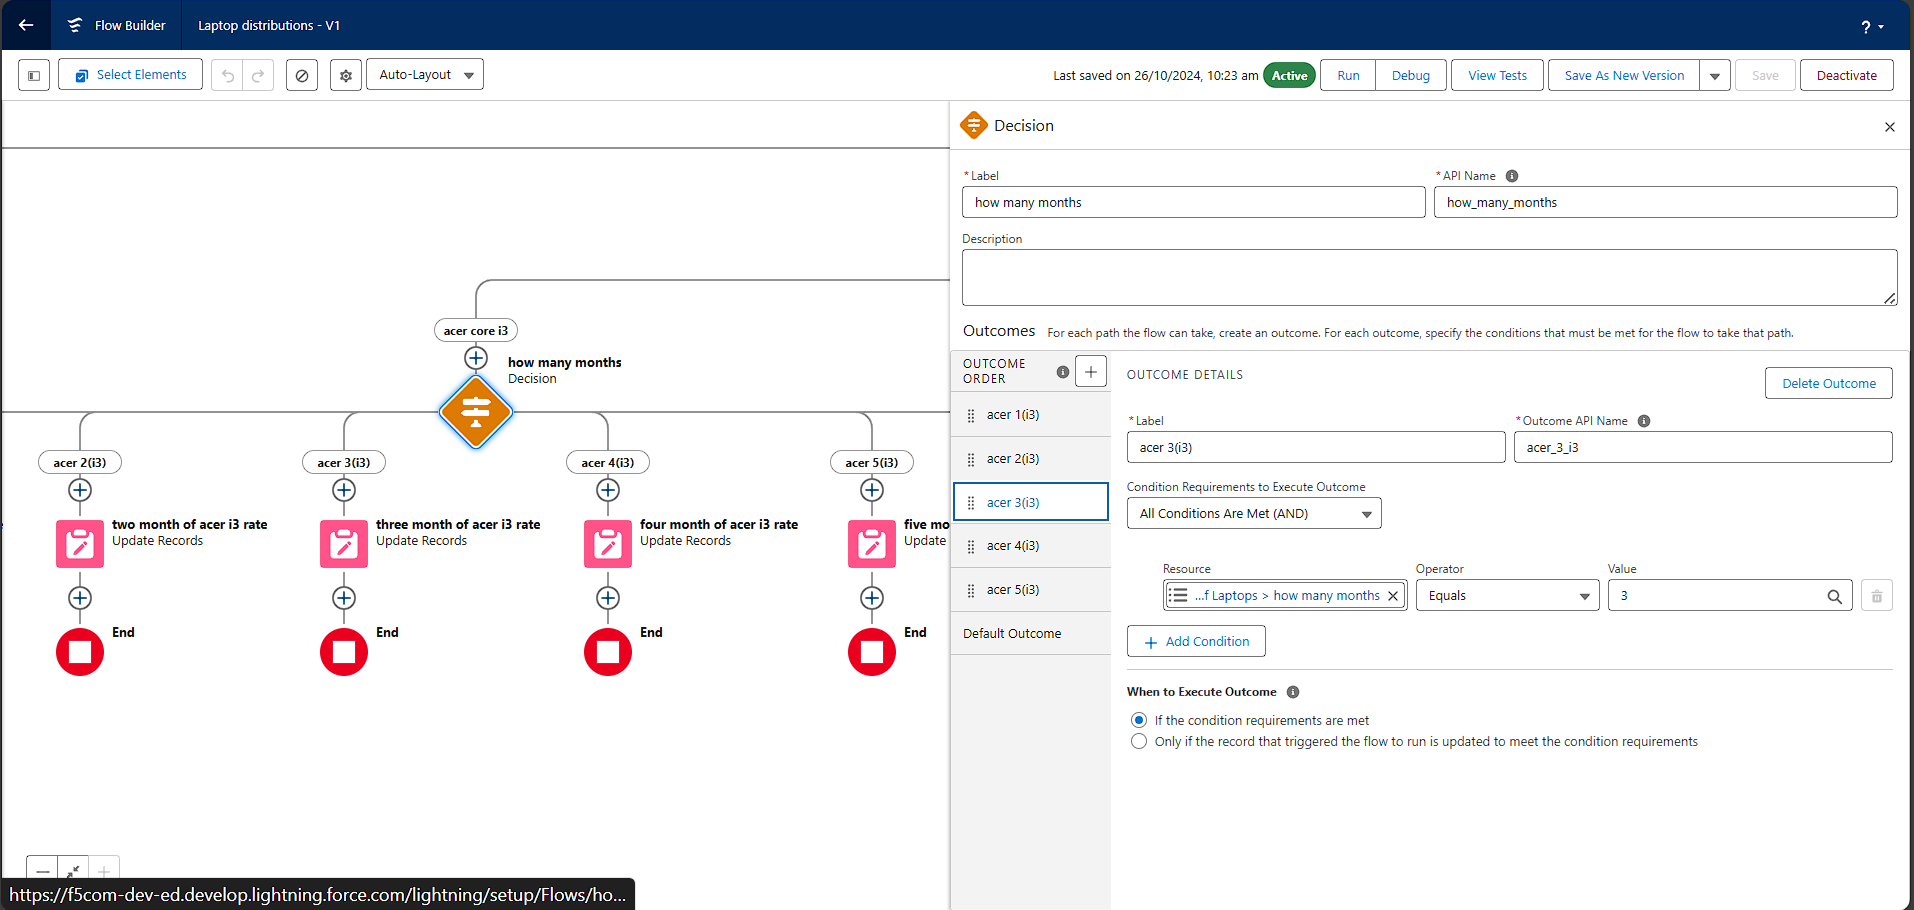 Flow Builder
Laptop distributions - V1
?
Select Elements
Auto-Layout
Last saved on 26/10/2024, 10:23 am
Active
Run
Debug
View Tests
Save As New Version
Save
Deactivate
acer core i3
how many months
Decision
acer 2(i3)
acer 3(i3)
acer 4(i3)
acer 5(i3)
two month of acer i3 rate
Update Records
three month of acer i3 rate
Update Records
four month of acer i3 rate
Update Records
five mo
Update
End
End
End
End
https://f5com-dev-ed.develop.lightning.force.com/lightning/setup/Flows/ho...
Decision
* Label
how many months
* API Name
how_many_months
Description
Outcomes
For each path the flow can take, create an outcome. For each outcome, specify the conditions that must be met for the flow to take that path.
OUTCOME
ORDER
acer 1(i3)
acer 2(i3)
acer 3(i3)
acer 4(i3)
acer 5(i3)
Default Outcome
OUTCOME DETAILS
Delete Outcome
* Label
acer 3(i3)
* Outcome API Name
acer_3_i3
Condition Requirements to Execute Outcome
All Conditions Are Met (AND)
Resource
...f Laptops > how many months
Operator
Equals
Value
3
Add Condition
When to Execute Outcome
If the condition requirements are met
Only if the record that triggered the flow to run is updated to meet the condition requirements